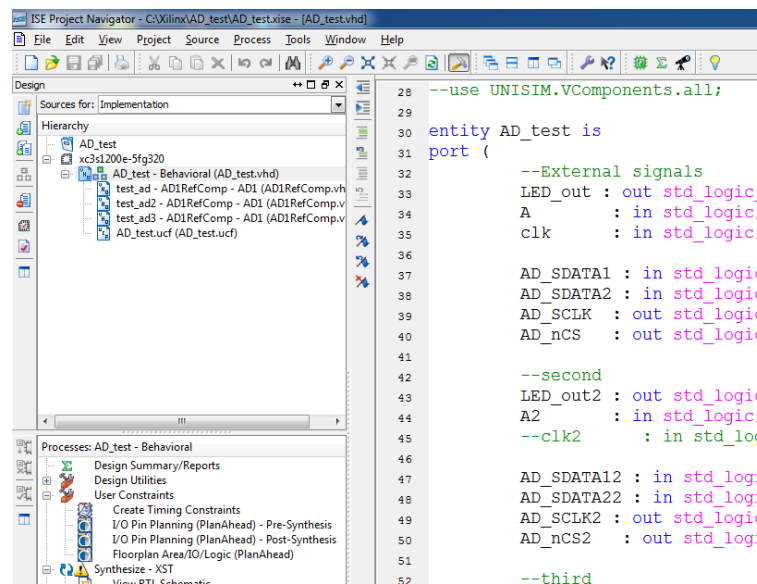 ISE Project Navigator - C:\Xilinx\AD_test\AD_test.xise - [AD_test.vhd]
File Edit View Project Source Process Tools Window Help
Design
Sources for: Implementation
Hierarchy
AD_test
xc3s1200e-5fg320
AD_test - Behavioral (AD_test.vhd)
test_ad - AD1RefComp - AD1 (AD1RefComp.vh
test_ad2 - AD1RefComp - AD1 (AD1RefComp.v
test_ad3 - AD1RefComp - AD1 (AD1RefComp.v
AD_test.ucf (AD_test.ucf)
Processes: AD_test - Behavioral
Design Summary/Reports
Design Utilities
User Constraints
Create Timing Constraints
I/O Pin Planning (PlanAhead) - Pre-Synthesis
I/O Pin Planning (PlanAhead) - Post-Synthesis
Floorplan Area/IO/Logic (PlanAhead)
Synthesize - XST
View RTL Schematic
28 --use UNISIM.VComponents.all;
29
30 entity AD_test is
31 port (
32 --External signals
33 LED_out : out std_logic_
34 A : in std_logic
35 clk : in std_logic
36
37 AD_SDATA1 : in std_logic
38 AD_SDATA2 : in std_logic
39 AD_SCLK : out std_logic
40 AD_nCS : out std_logic
41
42 --second
43 LED_out2 : out std_logic
44 A2 : in std_logic
45 --clk2 : in std_lo
46
47 AD_SDATA12 : in std_log
48 AD_SDATA22 : in std_log
49 AD_SCLK2 : out std_logi
50 AD_nCS2 : out std_log
51
52 --third